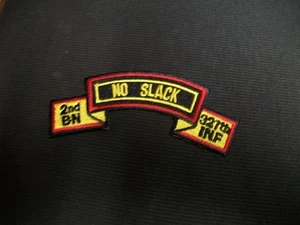 NO SLACK
2nd
BN
327th
INF